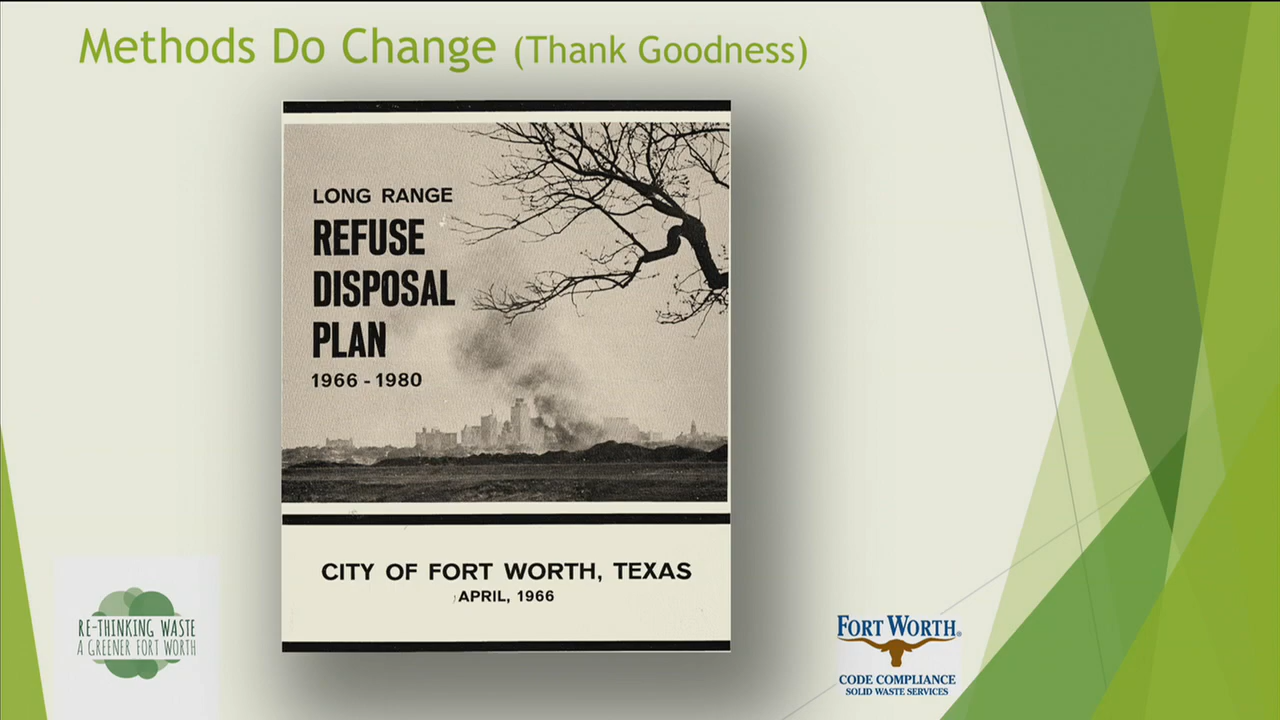 Methods Do Change (Thank Goodness)
LONG RANGE
REFUSE
DISPOSAL
PLAN
1966 - 1980
CITY OF FORT WORTH, TEXAS
APRIL, 1966
RE-THINKING WASTE
A GREENER FORT WORTH
FORT WORTH®
CODE COMPLIANCE
SOLID WASTE SERVICES